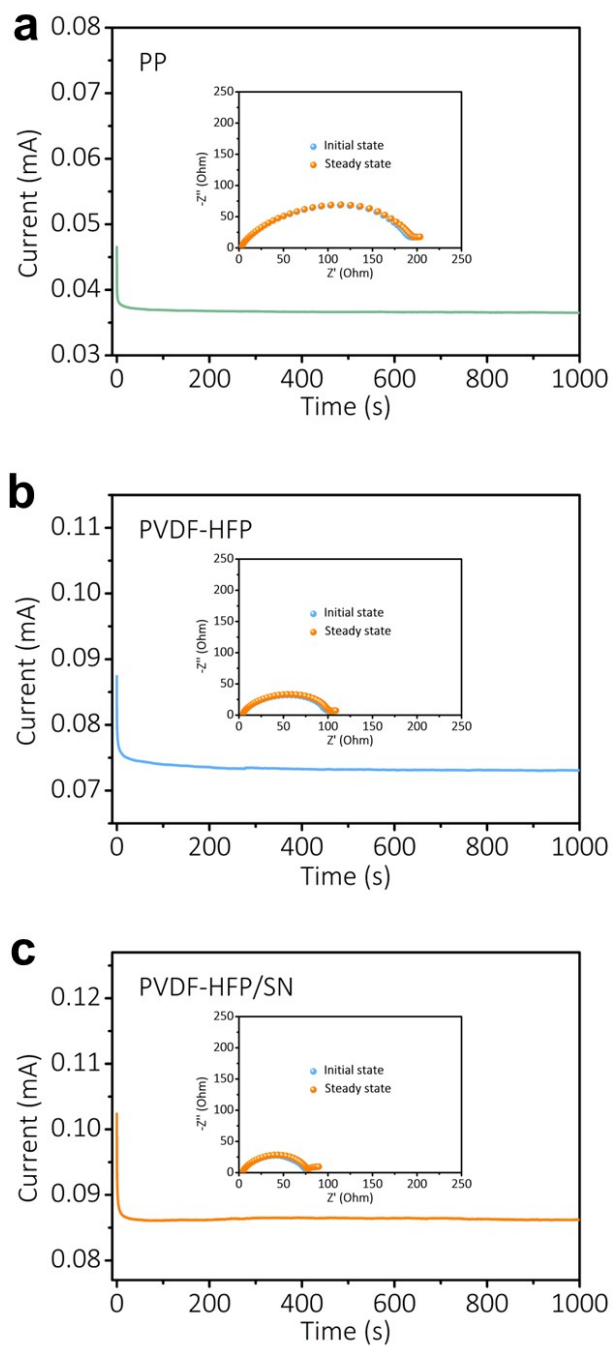 a
PP
Current (mA)
0.08
0.07
0.06
0.05
0.04
0.03
0 200 400 600 800 1000
Time (s)
-Z'' (Ohm)
250
200
150
100
50
0
Initial state
Steady state
0 50 100 150 200 250
Z' (Ohm)
b
PVDF-HFP
Current (mA)
0.11
0.10
0.09
0.08
0.07
0 200 400 600 800 1000
Time (s)
-Z'' (Ohm)
250
200
150
100
50
0
Initial state
Steady state
0 50 100 150 200 250
Z' (Ohm)
c
PVDF-HFP/SN
Current (mA)
0.12
0.11
0.10
0.09
0.08
0 200 400 600 800 1000
Time (s)
-Z'' (Ohm)
250
200
150
100
50
0
Initial state
Steady state
0 50 100 150 200 250
Z' (Ohm)